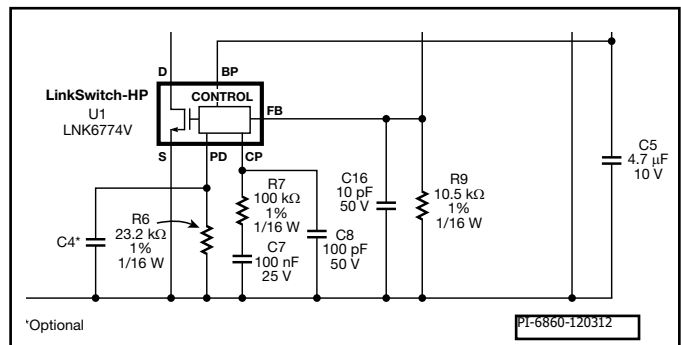 D
BP
LinkSwitch-HP
U1
LNK6774V
CONTROL
FB
S
PD
CP
C5
4.7 µF
10 V
C16
10 pF
50 V
R9
10.5 kΩ
1%
1/16 W
R7
100 kΩ
1%
1/16 W
R6
23.2 kΩ
1%
1/16 W
C4*
C7
100 nF
25 V
C8
100 pF
50 V
*Optional
PI-6860-120312